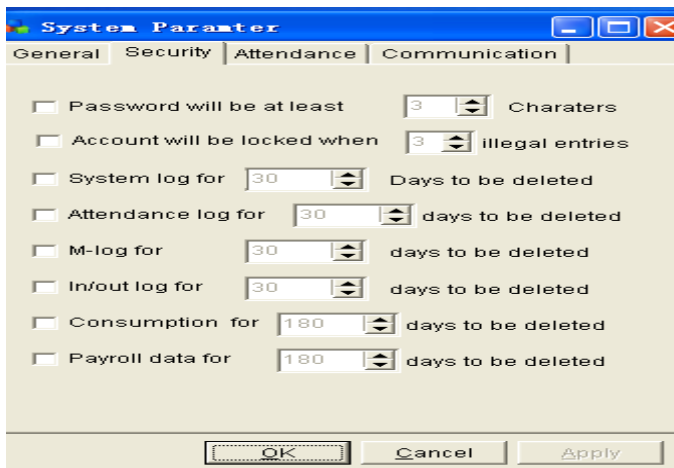 System Paramter
General Security Attendance Communication
Password will be at least 3 Charaters
Account will be locked when 3 illegal entries
System log for 30 Days to be deleted
Attendance log for 30 days to be deleted
M-log for 30 days to be deleted
In/out log for 30 days to be deleted
Consumption for 180 days to be deleted
Payroll data for 180 days to be deleted
OK Cancel Apply